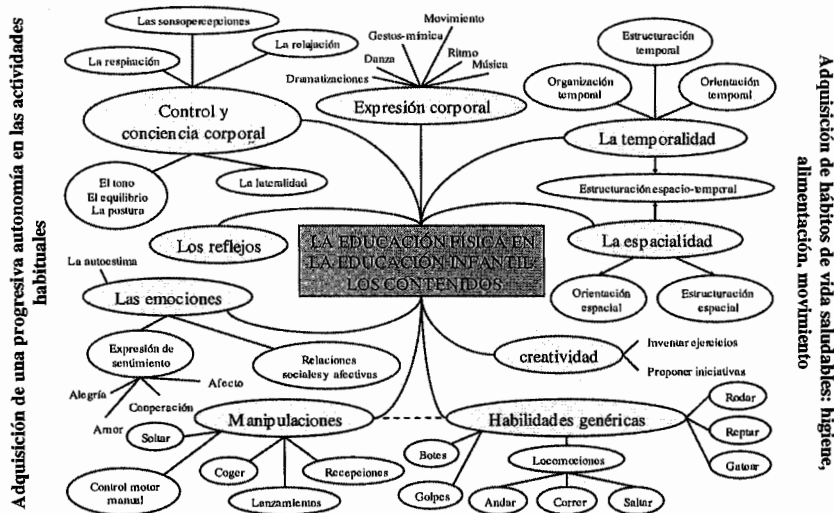 Adquisición de una progresiva autonomía en las actividades
habituales
Las sensopercepciones
La respiración
La relajación
Control y
conciencia corporal
El tono
El equilibrio
La postura
La lateralidad
Movimiento
Gestos-mímica
Danza
Ritmo
Música
Dramatizaciones
Expresión corporal
Estructuración
temporal
Organización
temporal
Orientación
temporal
La temporalidad
Estructuración espacio-temporal
La espacialidad
Orientación
espacial
Estructuración
espacial
Los reflejos
LA EDUCACIÓN FÍSICA EN
LA EDUCACIÓN INFANTIL:
LOS CONTENIDOS
La autoestima
Las emociones
Expresión de
sentimiento
Relaciones
sociales y afectivas
Alegría
Afecto
Cooperación
Amor
creatividad
Inventar ejercicios
Proponer iniciativas
Manipulaciones
Soltar
Control motor
manual
Coger
Lanzamientos
Recepciones
Habilidades genéricas
Rodar
Reptar
Gatear
Botes
Golpes
Locomociones
Andar
Correr
Saltar
Adquisición de hábitos de vida saludables: higiene,
alimentación, movimiento